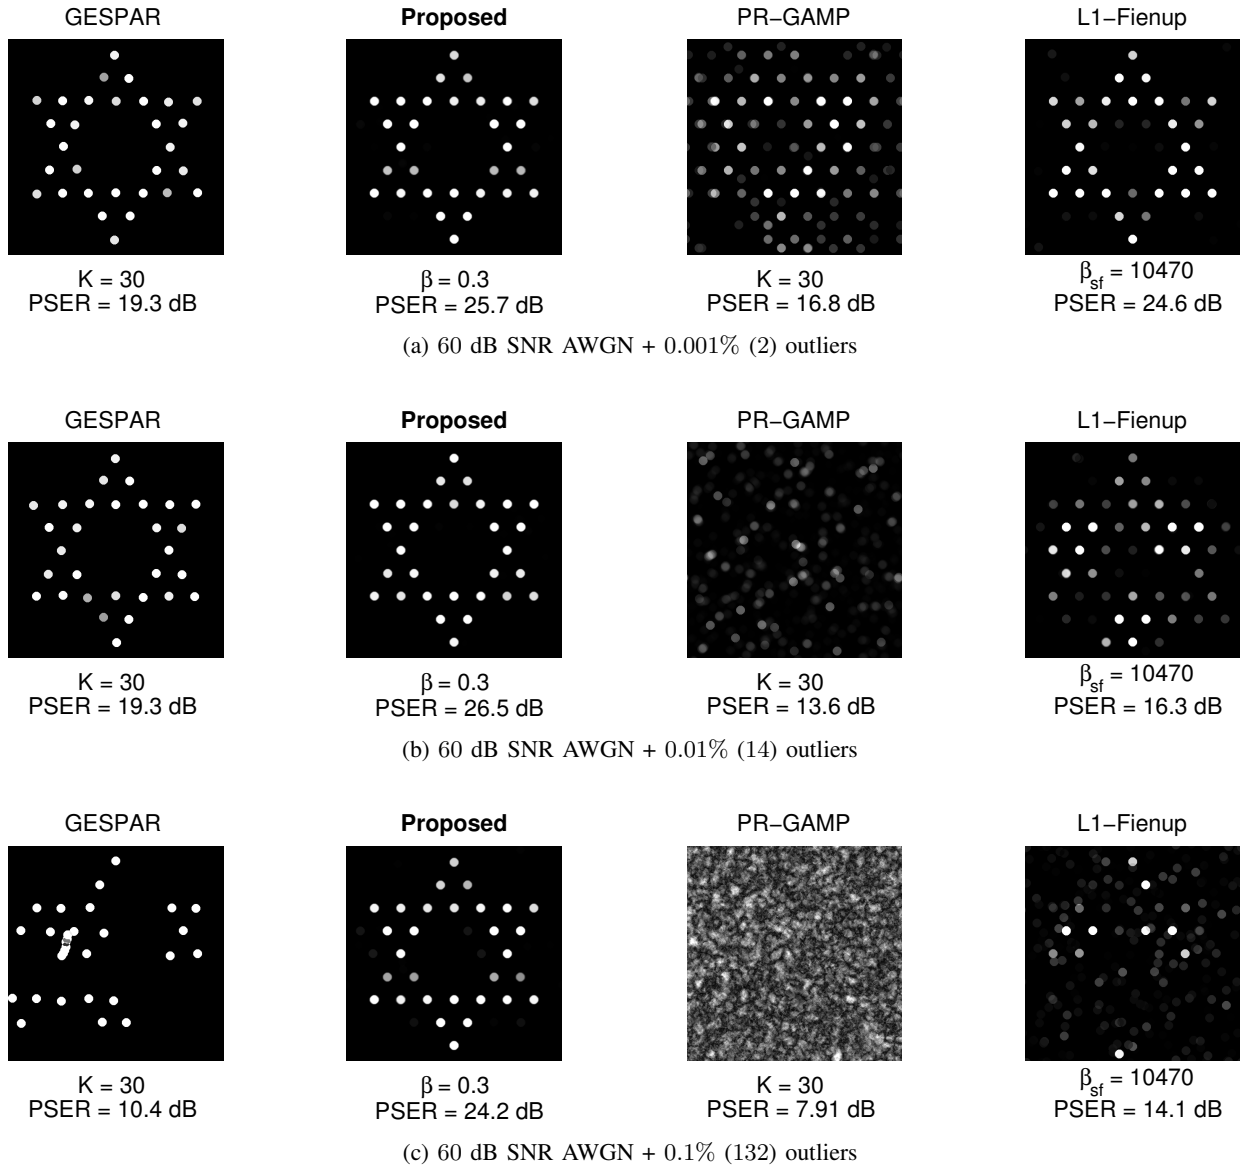 GESPAR
Proposed
PR-GAMP
L1-Fienup
K = 30
PSER = 19.3 dB
β = 0.3
PSER = 25.7 dB
K = 30
PSER = 16.8 dB
βsf = 10470
PSER = 24.6 dB
(a) 60 dB SNR AWGN + 0.001% (2) outliers
GESPAR
Proposed
PR-GAMP
L1-Fienup
K = 30
PSER = 19.3 dB
β = 0.3
PSER = 26.5 dB
K = 30
PSER = 13.6 dB
βsf = 10470
PSER = 16.3 dB
(b) 60 dB SNR AWGN + 0.01% (14) outliers
GESPAR
Proposed
PR-GAMP
L1-Fienup
K = 30
PSER = 10.4 dB
β = 0.3
PSER = 24.2 dB
K = 30
PSER = 7.91 dB
βsf = 10470
PSER = 14.1 dB
(c) 60 dB SNR AWGN + 0.1% (132) outliers